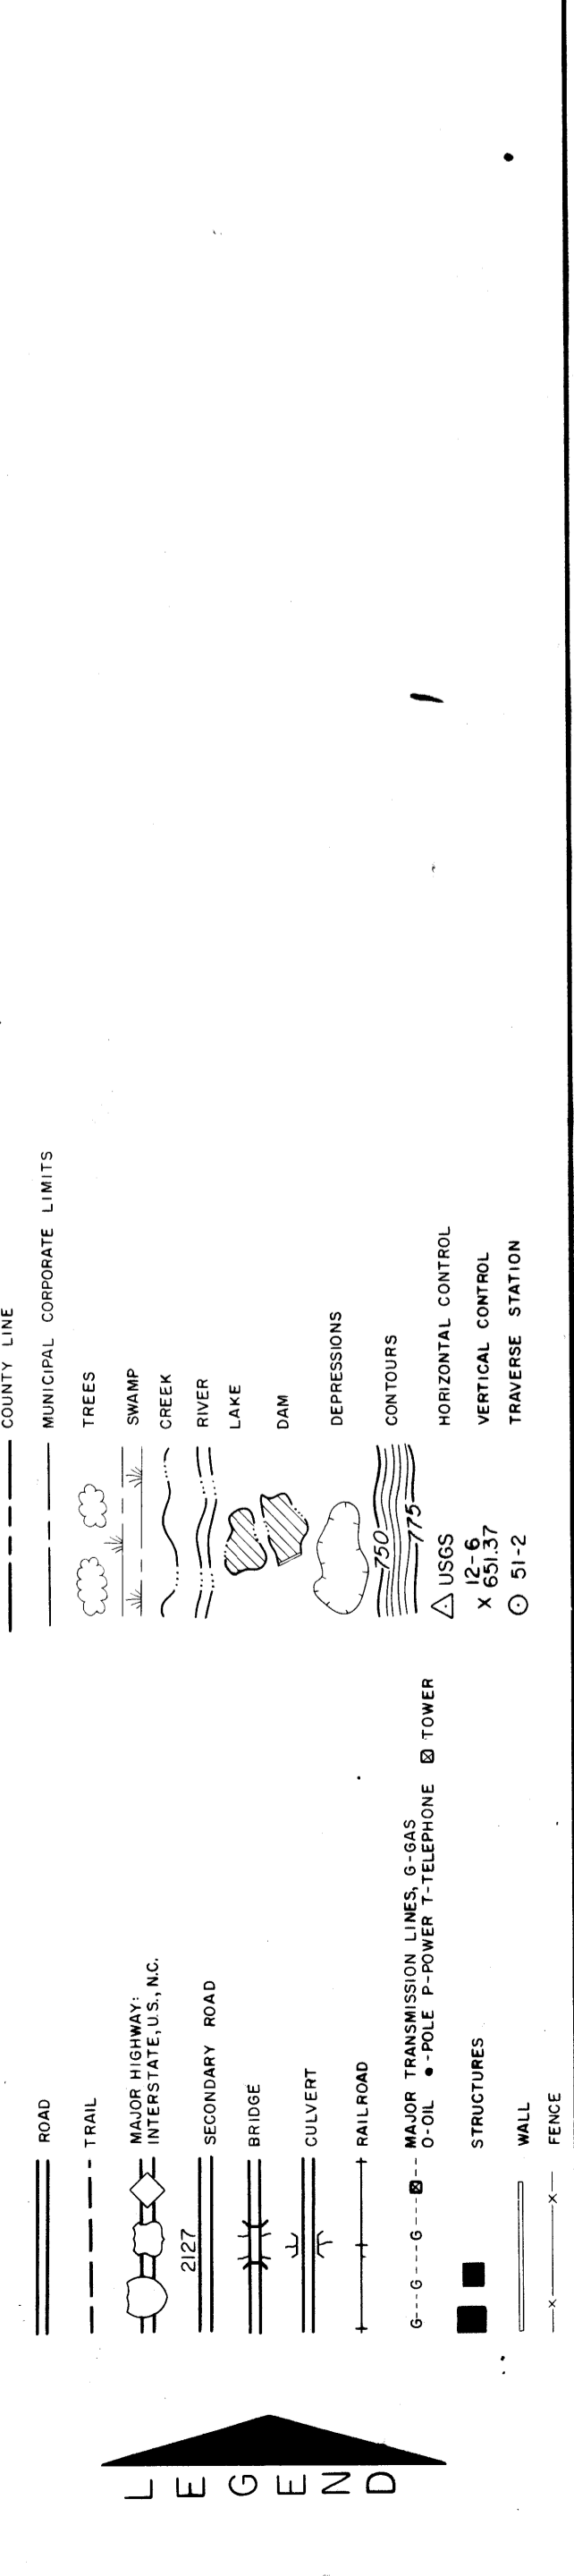 LEGEND
ROAD
TRAIL
MAJOR HIGHWAY:
INTERSTATE, U.S., N.C.
2127
SECONDARY ROAD
BRIDGE
CULVERT
RAILROAD
G---G----G---- MAJOR TRANSMISSION LINES, G-GAS
O-OIL ●-POLE P-POWER T-TELEPHONE ⊠ TOWER
STRUCTURES
WALL
—x—x— FENCE
COUNTY LINE
MUNICIPAL CORPORATE LIMITS
TREES
SWAMP
CREEK
RIVER
LAKE
DAM
DEPRESSIONS
750
775
CONTOURS
USGS HORIZONTAL CONTROL
12-6
x 651.37
VERTICAL CONTROL
51-2 TRAVERSE STATION